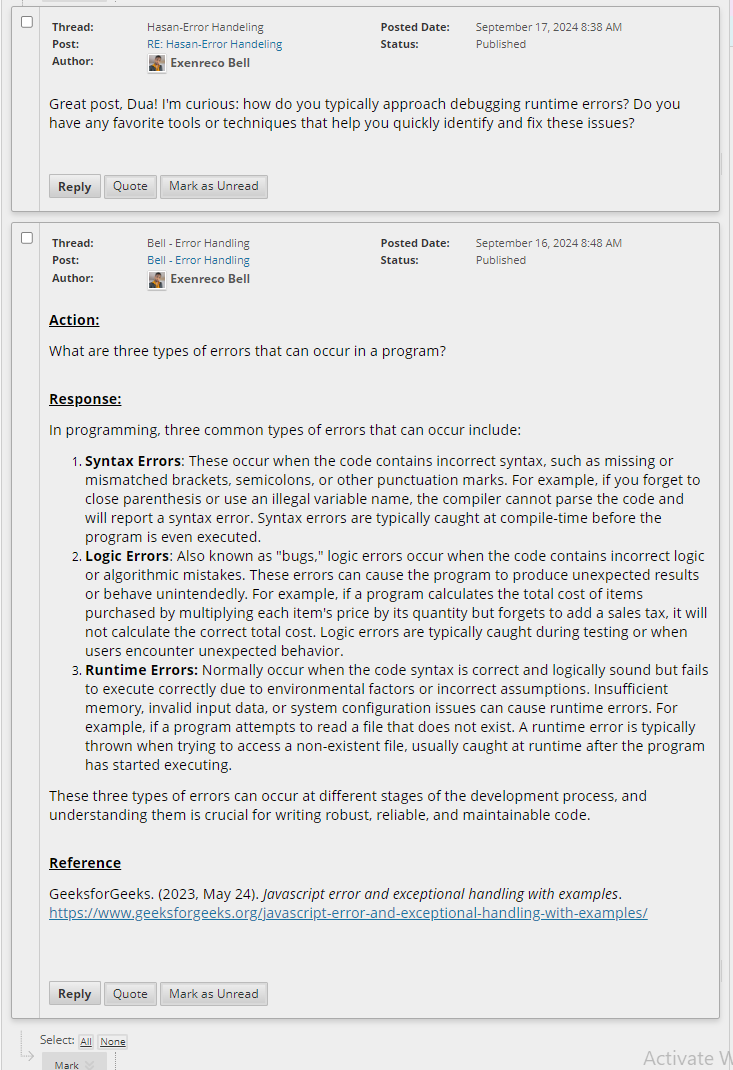 Thread: Hasan-Error Handeling Posted Date: September 17, 2024 8:38 AM
Post: RE: Hasan-Error Handeling Status: Published
Author: Exenreco Bell
Great post, Dua! I'm curious: how do you typically approach debugging runtime errors? Do you
have any favorite tools or techniques that help you quickly identify and fix these issues?
Reply Quote Mark as Unread
Thread: Bell - Error Handling Posted Date: September 16, 2024 8:48 AM
Post: Bell - Error Handling Status: Published
Author: Exenreco Bell
Action:
What are three types of errors that can occur in a program?
Response:
In programming, three common types of errors that can occur include:
1. Syntax Errors: These occur when the code contains incorrect syntax, such as missing or
mismatched brackets, semicolons, or other punctuation marks. For example, if you forget to
close parenthesis or use an illegal variable name, the compiler cannot parse the code and
will report a syntax error. Syntax errors are typically caught at compile-time before the
program is even executed.
2. Logic Errors: Also known as "bugs," logic errors occur when the code contains incorrect logic
or algorithmic mistakes. These errors can cause the program to produce unexpected results
or behave unintendedly. For example, if a program calculates the total cost of items
purchased by multiplying each item's price by its quantity but forgets to add a sales tax, it will
not calculate the correct total cost. Logic errors are typically caught during testing or when
users encounter unexpected behavior.
3. Runtime Errors: Normally occur when the code syntax is correct and logically sound but fails
to execute correctly due to environmental factors or incorrect assumptions. Insufficient
memory, invalid input data, or system configuration issues can cause runtime errors. For
example, if a program attempts to read a file that does not exist. A runtime error is typically
thrown when trying to access a non-existent file, usually caught at runtime after the program
has started executing.
These three types of errors can occur at different stages of the development process, and
understanding them is crucial for writing robust, reliable, and maintainable code.
Reference
GeeksforGeeks. (2023, May 24). Javascript error and exceptional handling with examples.
https://www.geeksforgeeks.org/javascript-error-and-exceptional-handling-with-examples/
Reply Quote Mark as Unread
Select: All None
Mark
Activate W